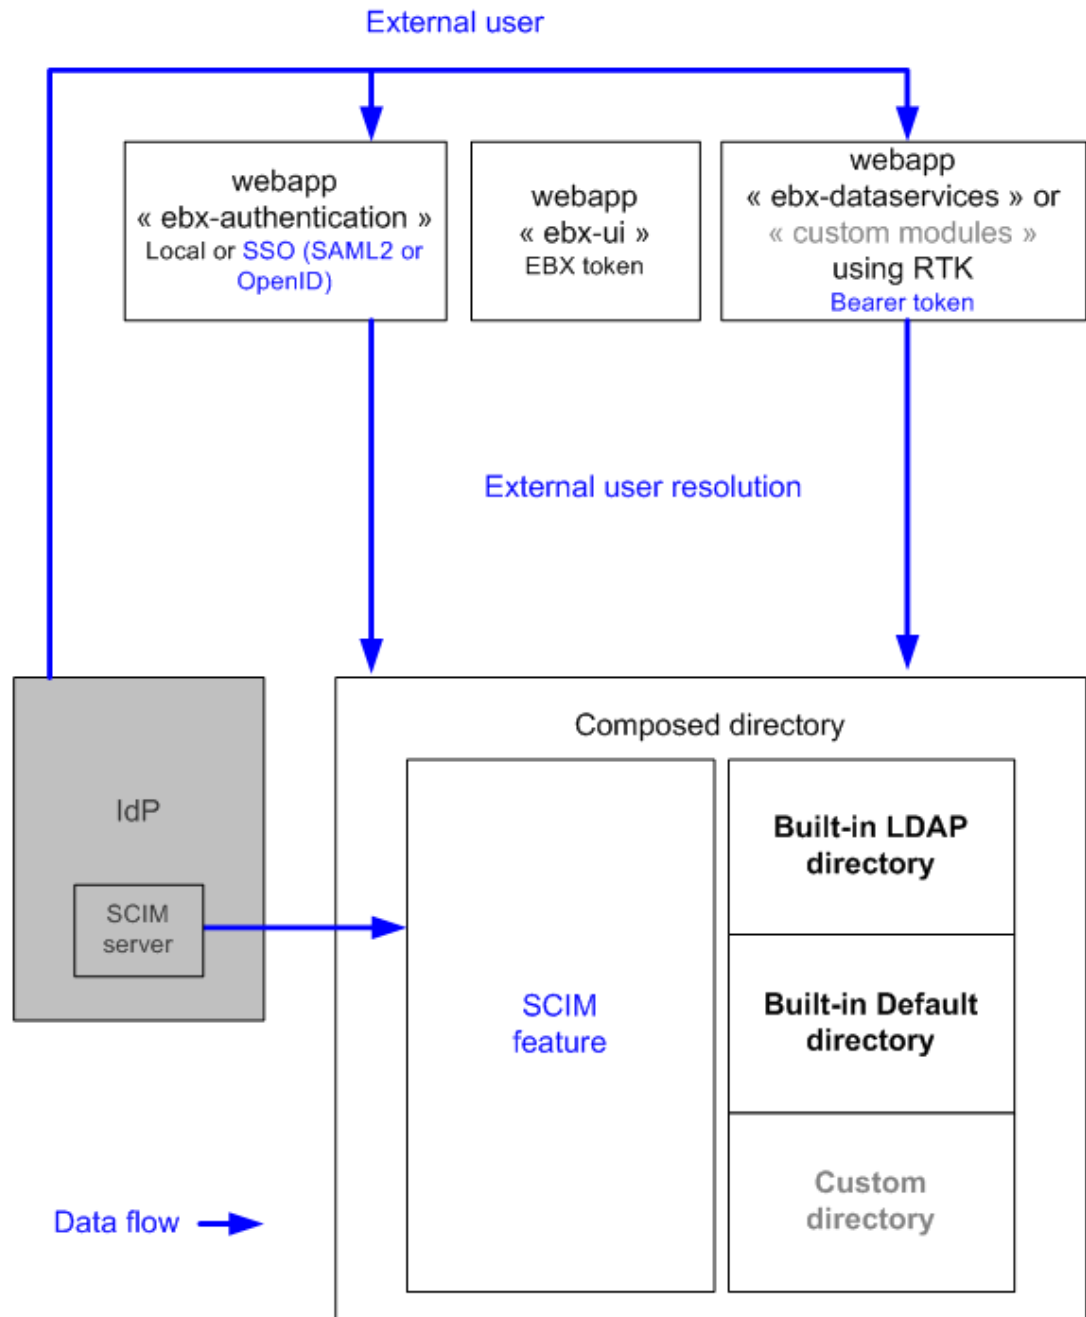 External user
webapp
« ebx-authentication »
Local or SSO (SAML2 or
OpenID)
webapp
« ebx-ui »
EBX token
webapp
« ebx-dataservices » or
« custom modules »
using RTK
Bearer token
External user resolution
IdP
SCIM
server
Composed directory
SCIM
feature
Built-in LDAP
directory
Built-in Default
directory
Custom
directory
Data flow